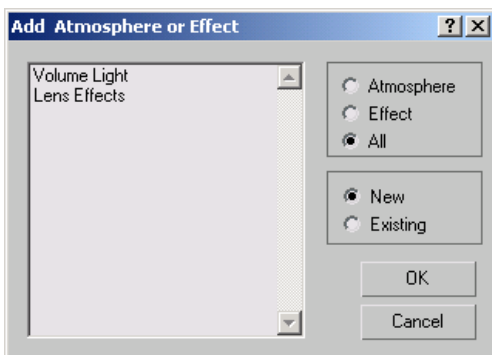 Add Atmosphere or Effect
Volume Light
Lens Effects
Atmosphere
Effect
All
New
Existing
OK
Cancel